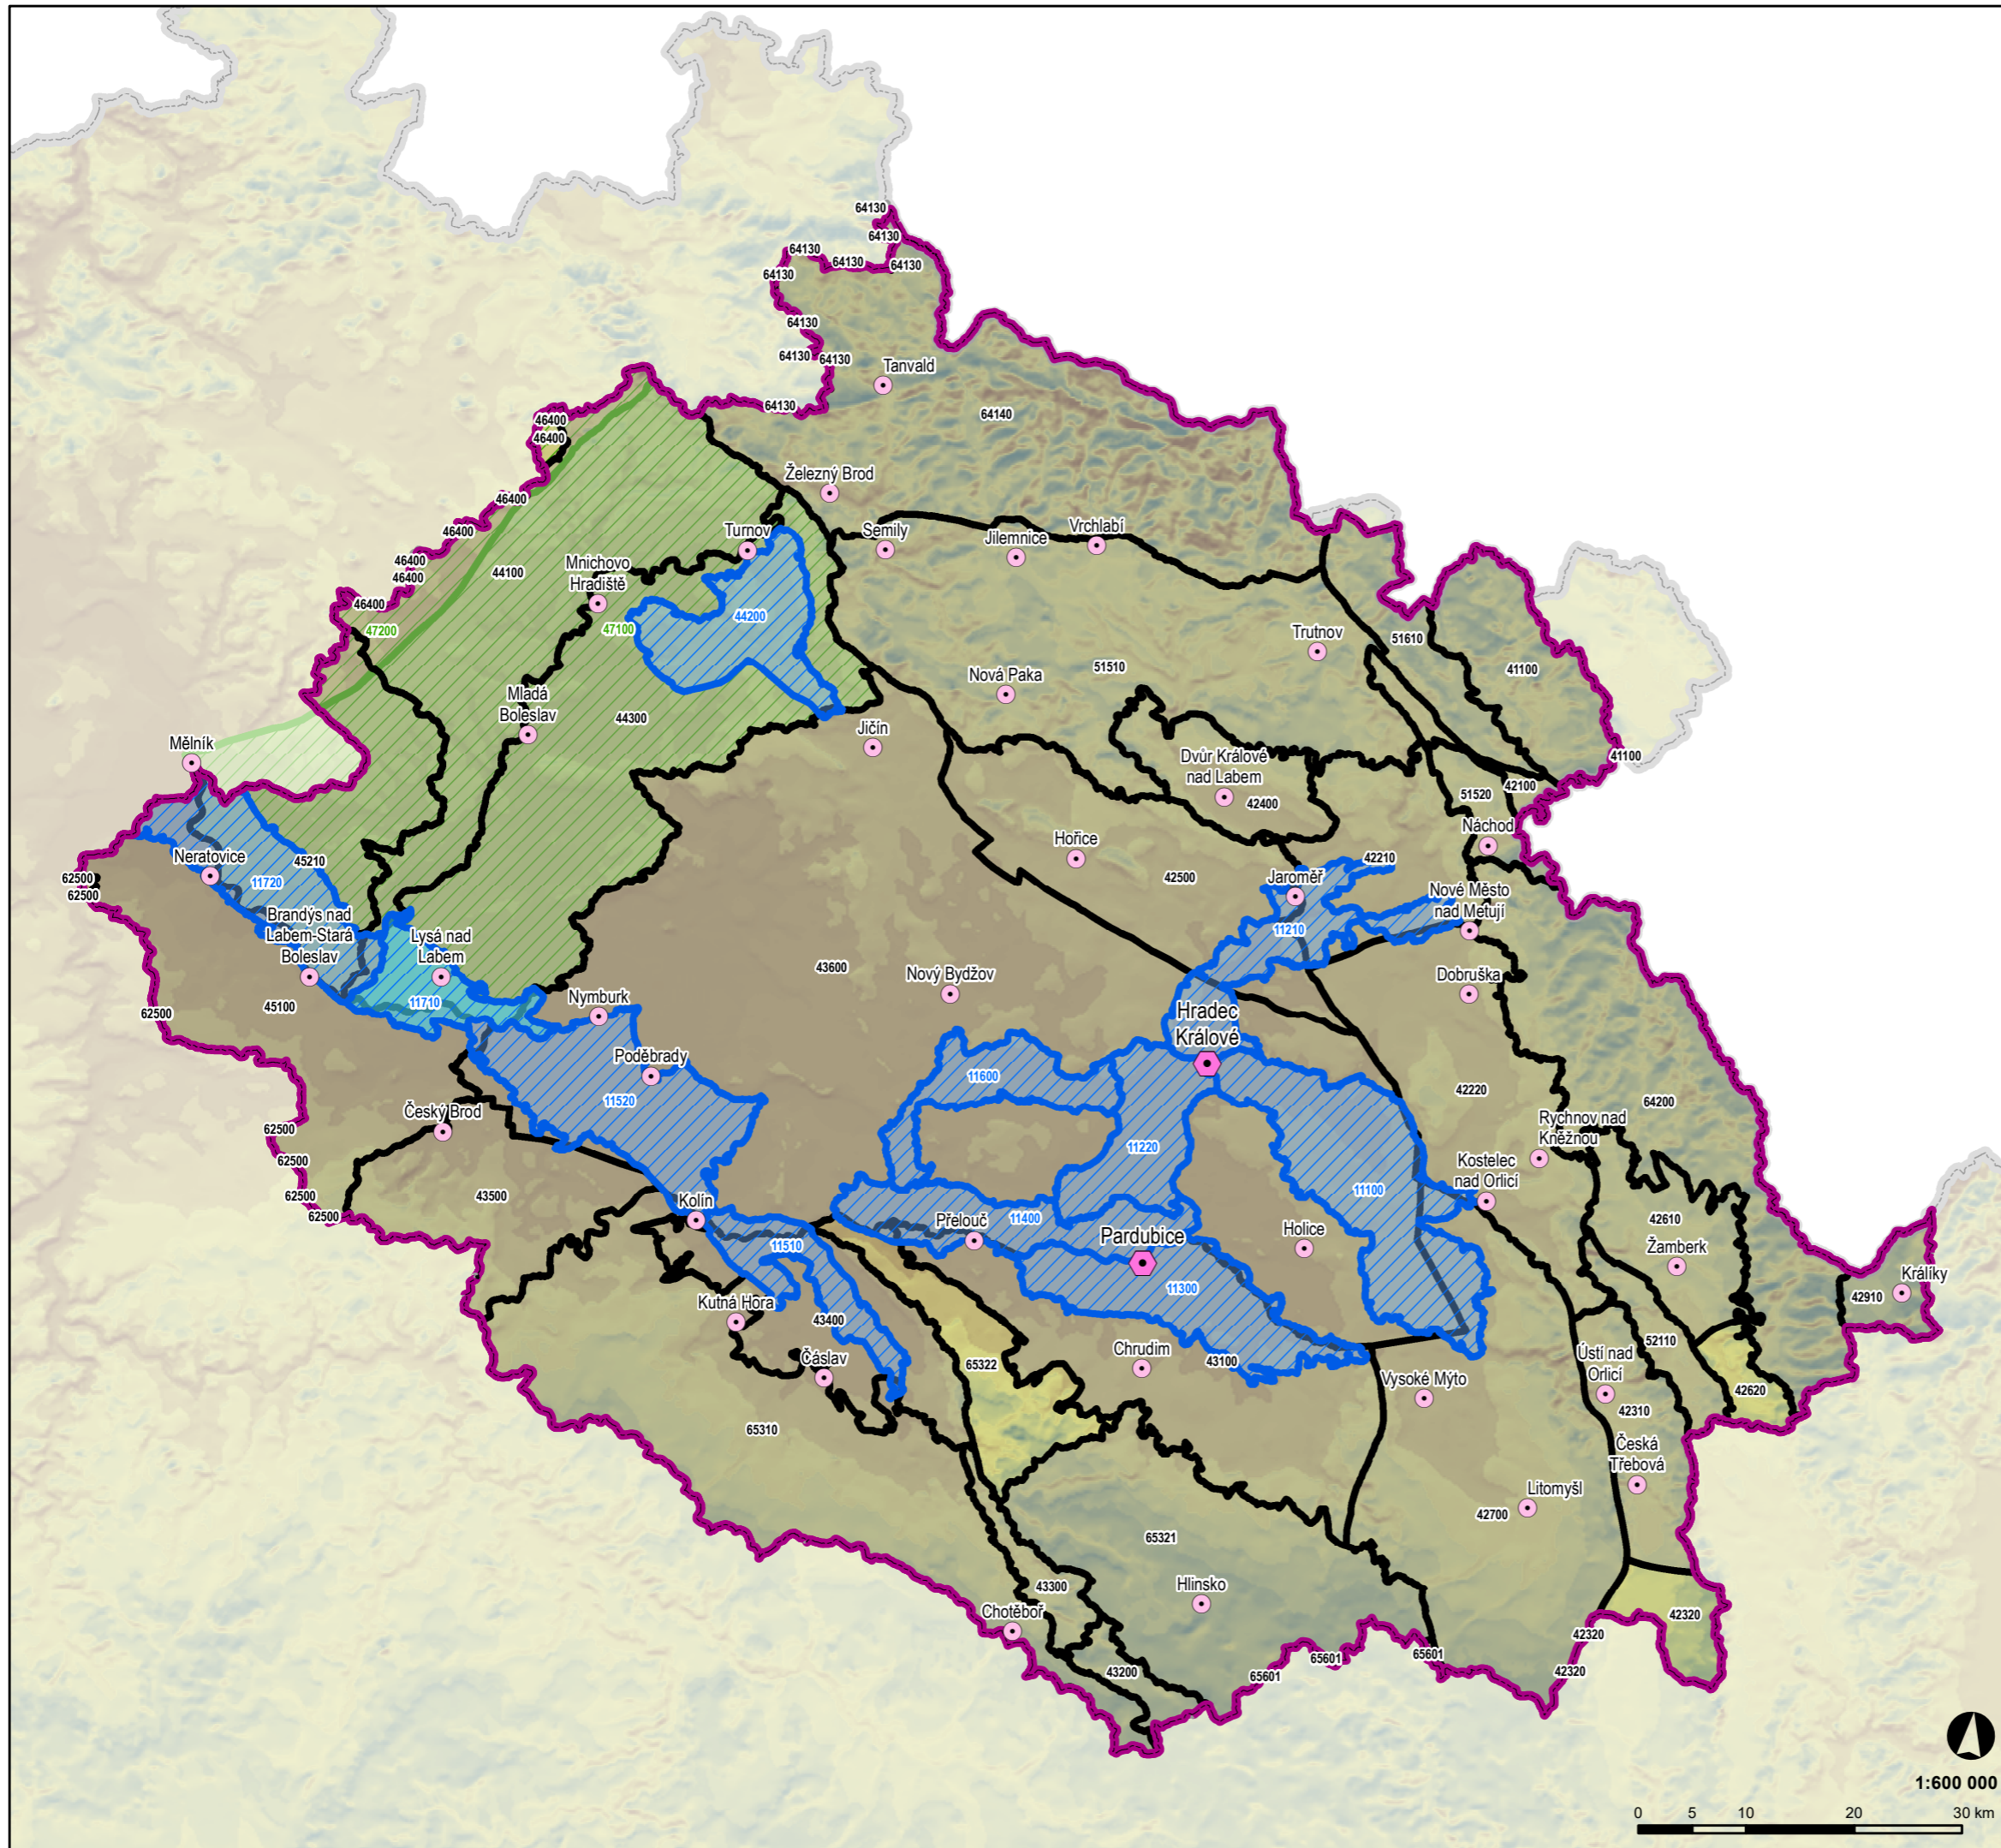 64130
64130
64130
64130
64130
64130
64130
64130
64130
Tanvald
64130
64140
46400
46400
Železný Brod
46400
46400
Turnov
Semily
Jilemnice
Vrchlabí
46400
44100
Mnichovo
Hradiště
46400
46400
44200
47200
47100
Trutnov
51610
51510
41100
Nová Paka
Mladá
Boleslav
44300
Jičín
Mělník
41100
Dvůr Králové
nad Labem
42400
51520
42100
Náchod
Hořice
42210
45210
Neratovice
11720
62500
62500
42500
Jaroměř
Nové Město
nad Metují
Brandýs nad
Labem-Stará
Boleslav
Lysá nad
Labem
11210
43600
Nový Bydžov
Dobruška
11710
45100
62500
Nymburk
Hradec
Králové
Poděbrady
11600
11520
42220
64200
Český Brod
62500
11220
Rychnov nad
Kněžnou
62500
Kostelec
nad Orlicí
11100
62500
43500
62500
Kolín
11400
Přelouč
Pardubice
Holice
42610
Žamberk
11510
11300
Králíky
42910
Kutná Hora
43400
52110
65322
43100
Chrudim
Čáslav
Ústí nad
Orlicí
Vysoké Mýto
42620
42310
65310
Česká
Třebová
Litomyšl
42700
65321
43300
Hlinsko
Chotěboř
42320
42320
65601
65601
43200
65601
42320
1:600 000
0 5 10 20 30 km